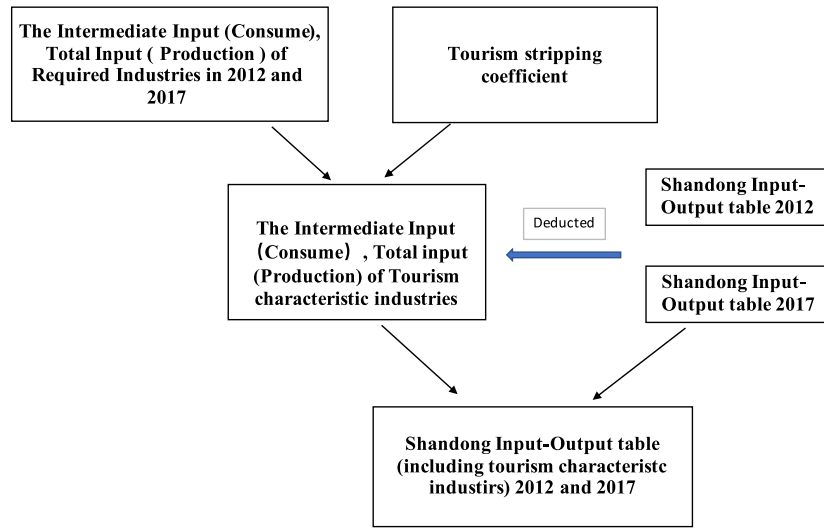 The Intermediate Input (Consume),
Total Input ( Production ) of
Required Industries in 2012 and
2017
Tourism stripping
coefficient
The Intermediate Input
（Consume）, Total input
(Production) of Tourism
characteristic industries
Deducted
Shandong Input-
Output table 2012
Shandong Input-
Output table 2017
Shandong Input-Output table
(including tourism characteristc
industirs) 2012 and 2017